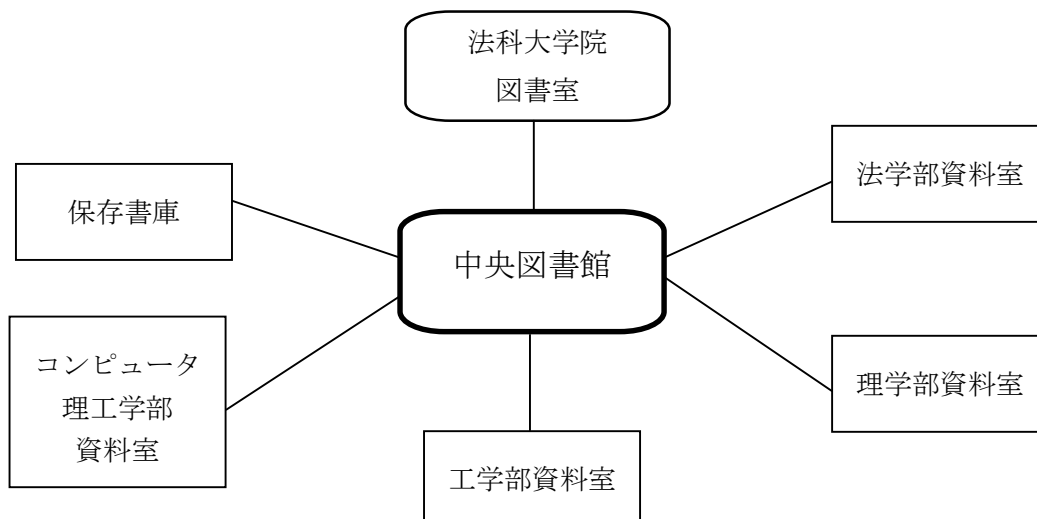 法科大学院
図書室
法学部資料室
保存書庫
中央図書館
コンピュータ
理工学部
資料室
理学部資料室
工学部資料室